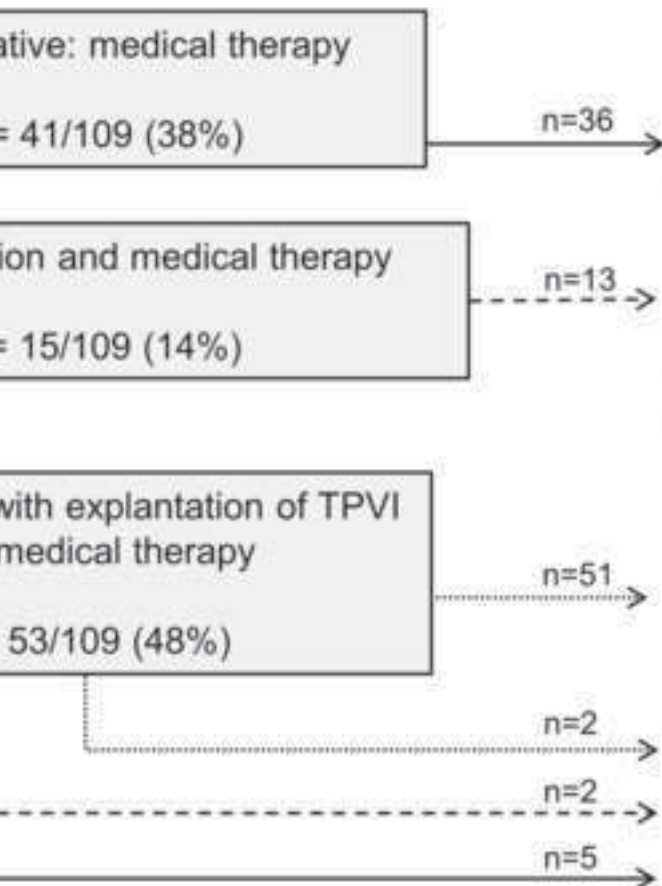 ative: medical therapy
= 41/109 (38%)
n=36
ion and medical therapy
= 15/109 (14%)
n=13
with explantation of TPVI
medical therapy
53/109 (48%)
n=51
n=2
n=2
n=5